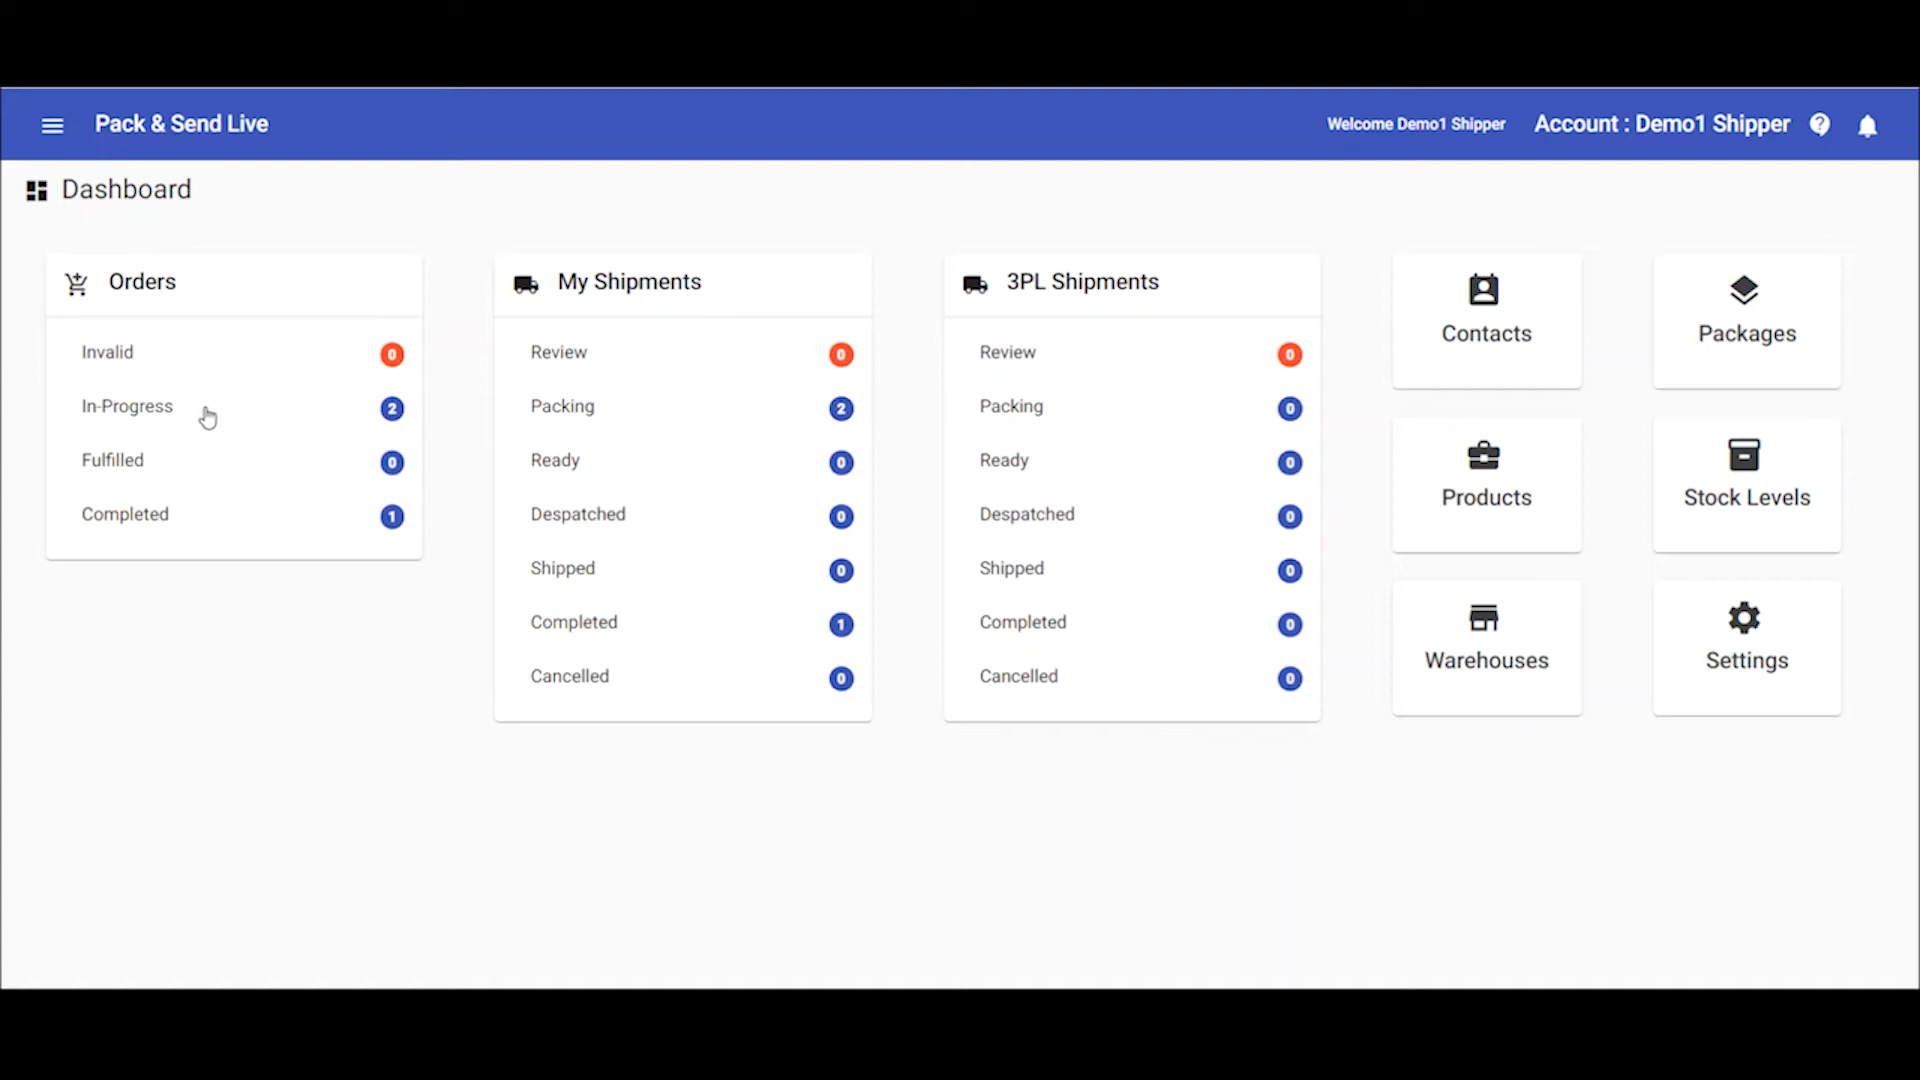 Pack & Send Live
Welcome Demo1 Shipper
Account : Demo1 Shipper
Dashboard
Orders
Invalid 0
In-Progress 2
Fulfilled 0
Completed 1
My Shipments
Review 0
Packing 2
Ready 0
Despatched 0
Shipped 0
Completed 1
Cancelled 0
3PL Shipments
Review 0
Packing 0
Ready 0
Despatched 0
Shipped 0
Completed 0
Cancelled 0
Contacts
Packages
Products
Stock Levels
Warehouses
Settings